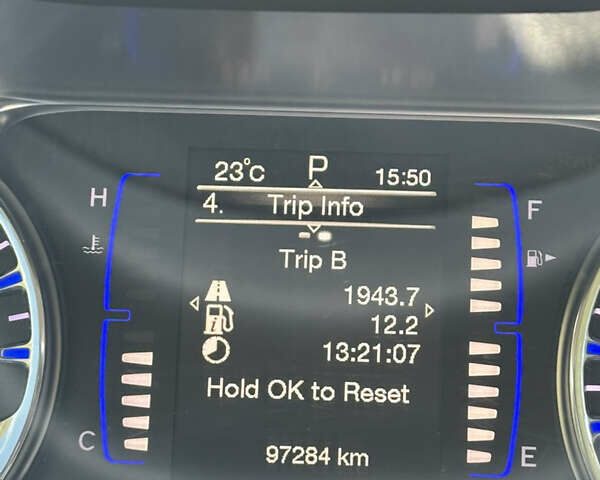 23°C P 15:50
H
4. Trip Info
F
Trip B
1943.7
12.2
13:21:07
Hold OK to Reset
C
E
97284 km